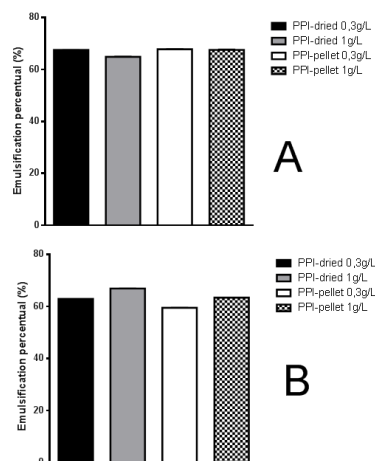 80
60
40
20
0
Emulsification percentual (%)
PPI-dried 0,3g/L
PPI-dried 1g/L
PPI-pellet 0,3g/L
PPI-pellet 1g/L
A
80
60
40
20
0
Emulsification percentual (%)
PPI-dried 0,3g/L
PPI-dried 1g/L
PPI-pellet 0,3g/L
PPI-pellet 1g/L
B